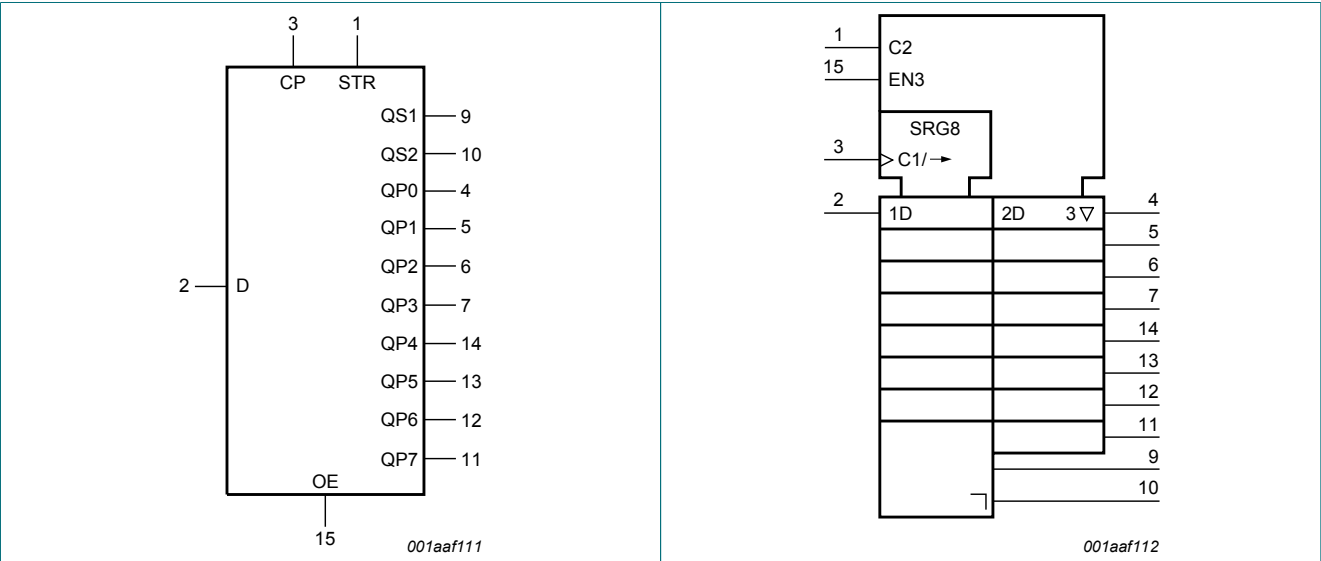 3 1
CP STR
QS1 9
QS2 10
QP0 4
QP1 5
QP2 6
QP3 7
2 D
QP4 14
QP5 13
QP6 12
QP7 11
OE
15
001aaf111
1 C2
15 EN3
SRG8
3 C1/→
2 1D 2D 3▽ 4
5
6
7
14
13
12
11
9
10
001aaf112